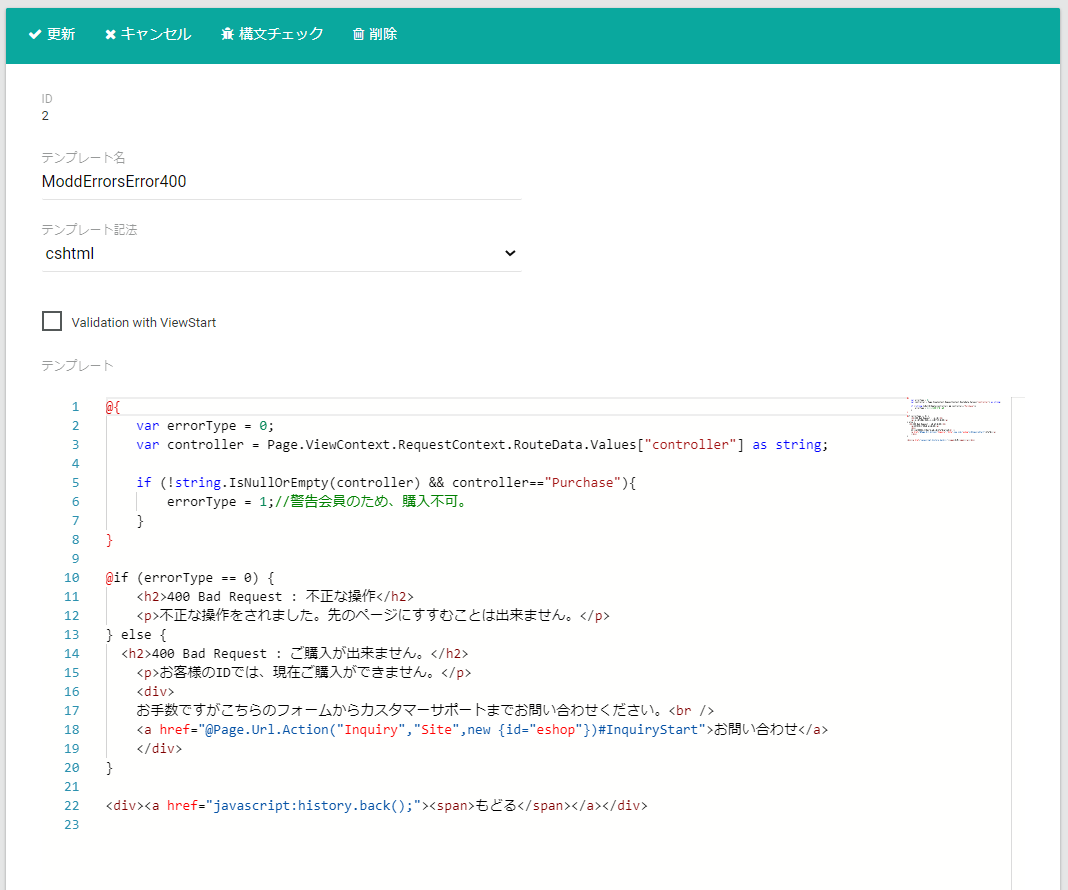 更新 キャンセル 構文チェック 削除
ID
2
テンプレート名
ModdErrorsError400
テンプレート記法
cshtml
Validation with ViewStart
テンプレート
1 @{
2     var errorType = 0;
3     var controller = Page.ViewContext.RequestContext.RouteData.Values["controller"] as string;
4
5     if (!string.IsNullOrEmpty(controller) && controller=="Purchase"){
6         errorType = 1;//警告会員のため、購入不可。
7     }
8 }
9
10 @if (errorType == 0) {
11     <h2>400 Bad Request : 不正な操作</h2>
12     <p>不正な操作をされました。先のページにすすむことは出来ません。</p>
13 } else {
14   <h2>400 Bad Request : ご購入が出来ません。</h2>
15     <p>お客様のIDでは、現在ご購入ができません。</p>
16     <div>
17     お手数ですがこちらのフォームからカスタマーサポートまでお問い合わせください。<br />
18     <a href="@Page.Url.Action("Inquiry","Site",new {id="eshop"})#InquiryStart">お問い合わせ</a>
19     </div>
20 }
21
22 <div><a href="javascript:history.back();"><span>もどる</span></a></div>
23